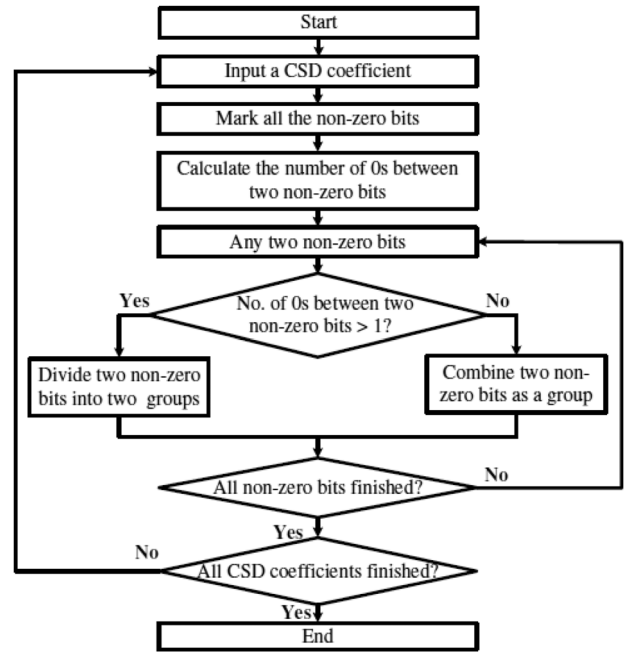 Start
Input a CSD coefficient
Mark all the non-zero bits
Calculate the number of 0s between
two non-zero bits
Any two non-zero bits
Yes
No. of 0s between two
non-zero bits > 1?
No
Divide two non-zero
bits into two groups
Combine two non-
zero bits as a group
All non-zero bits finished?
No
Yes
No
All CSD coefficients finished?
Yes
End